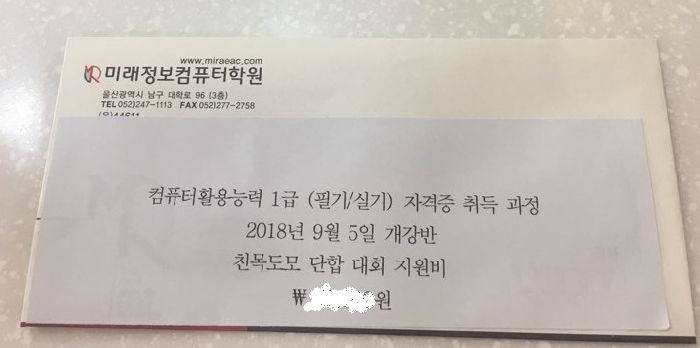 www.miraeac.com
미래정보컴퓨터학원
울산광역시 남구 대학로 96 (3층)
TEL 052)247-1113 FAX 052)277-2758
(우)44611
컴퓨터활용능력 1급 (필기/실기) 자격증 취득 과정
2018년 9월 5일 개강반
친목도모 단합 대회 지원비
₩ 원